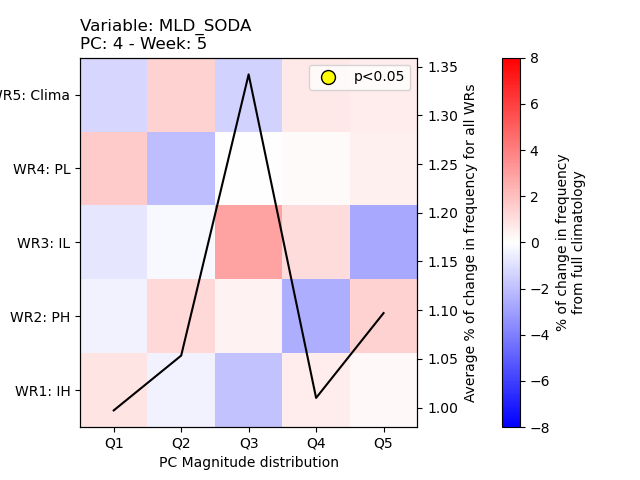 Variable: MLD_SODA
PC: 4 - Week: 5
p<0.05
WR5: Clima
WR4: PL
WR3: IL
WR2: PH
WR1: IH
Q1 Q2 Q3 Q4 Q5
PC Magnitude distribution
1.35
1.30
1.25
1.20
1.15
1.10
1.05
1.00
Average % of change in frequency for all WRs
8
6
4
2
0
−2
−4
−6
−8
% of change in frequency
from full climatology